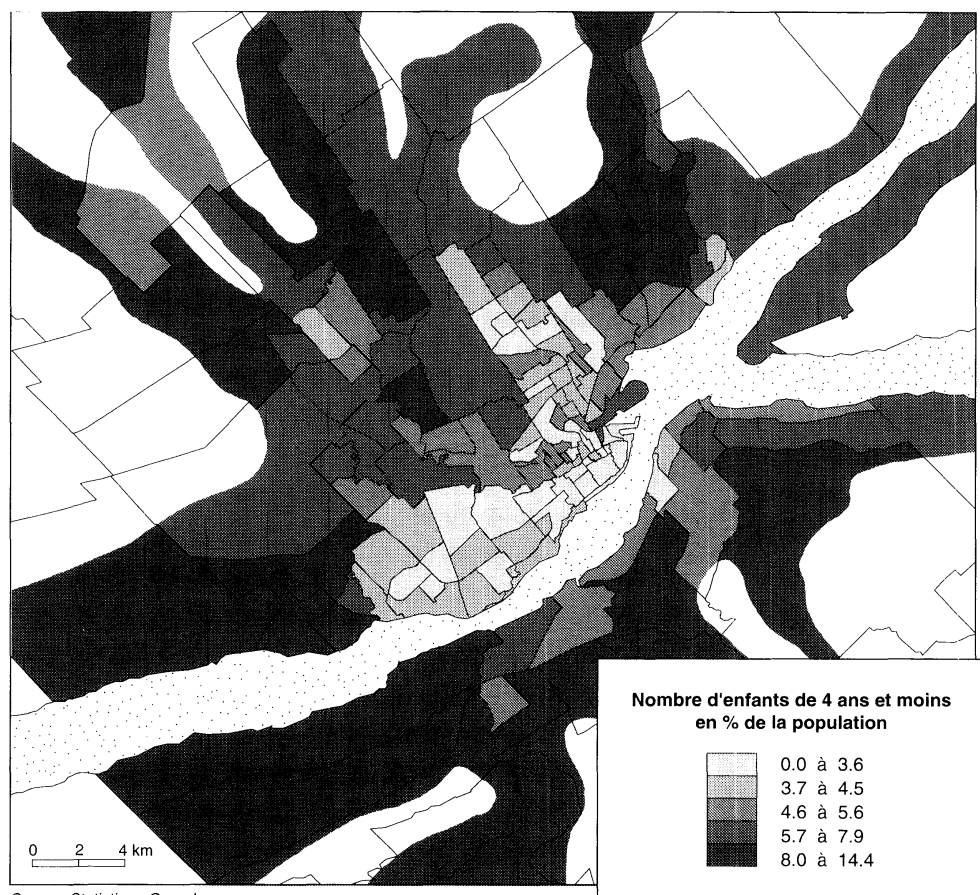 Nombre d'enfants de 4 ans et moins
en % de la population
0.0 à 3.6
3.7 à 4.5
4.6 à 5.6
5.7 à 7.9
8.0 à 14.4
0 2 4 km